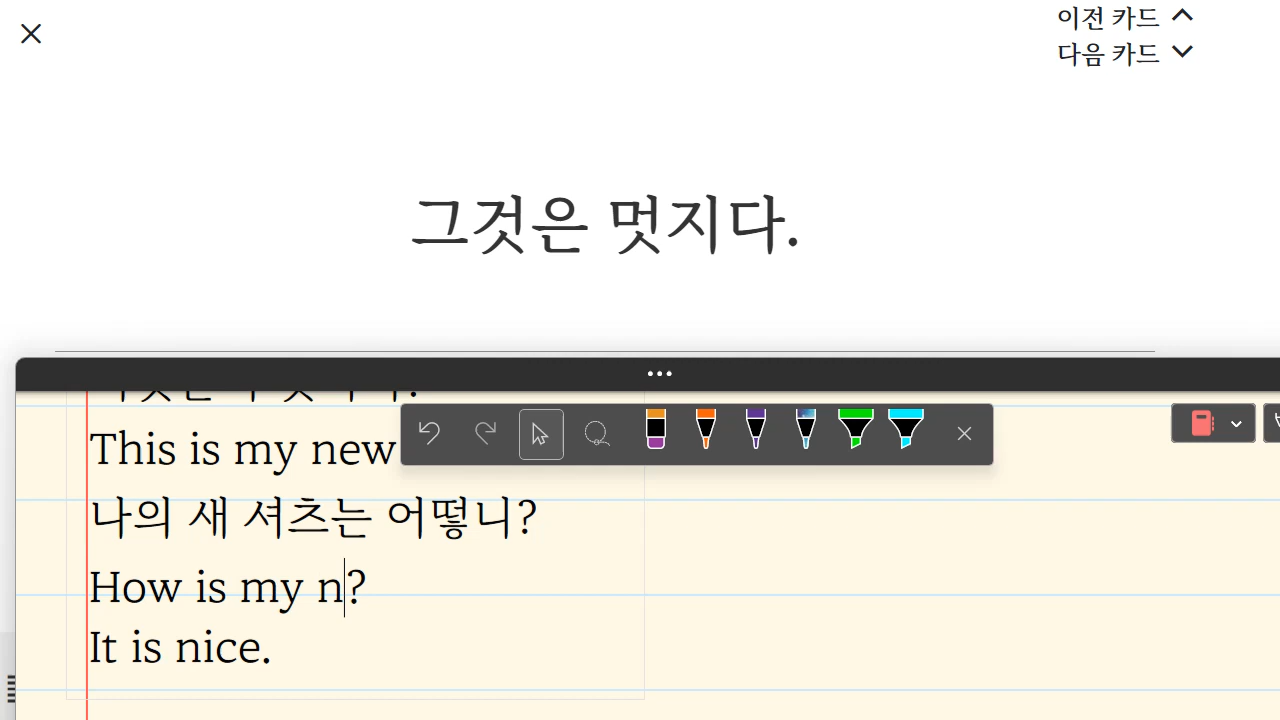 이전 카드
다음 카드
그것은 멋지다.
This is my new
나의 새 셔츠는 어떻니?
How is my n?
It is nice.